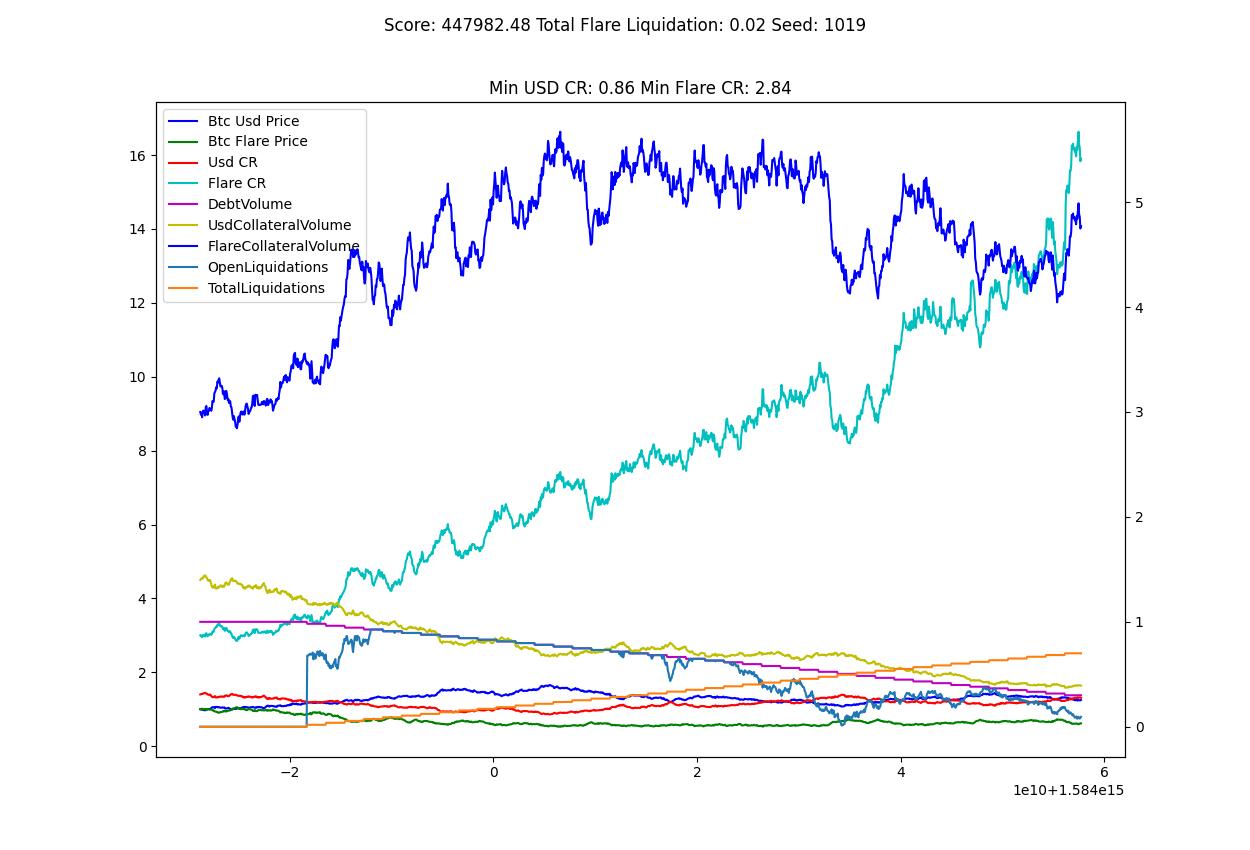 Score: 447982.48 Total Flare Liquidation: 0.02 Seed: 1019
Min USD CR: 0.86 Min Flare CR: 2.84
Btc Usd Price
Btc Flare Price
Usd CR
Flare CR
DebtVolume
UsdCollateralVolume
FlareCollateralVolume
OpenLiquidations
TotalLiquidations
16
14
12
10
8
6
4
2
0
5
4
3
2
1
0
−2
0
2
4
6
1e10+1.584e15